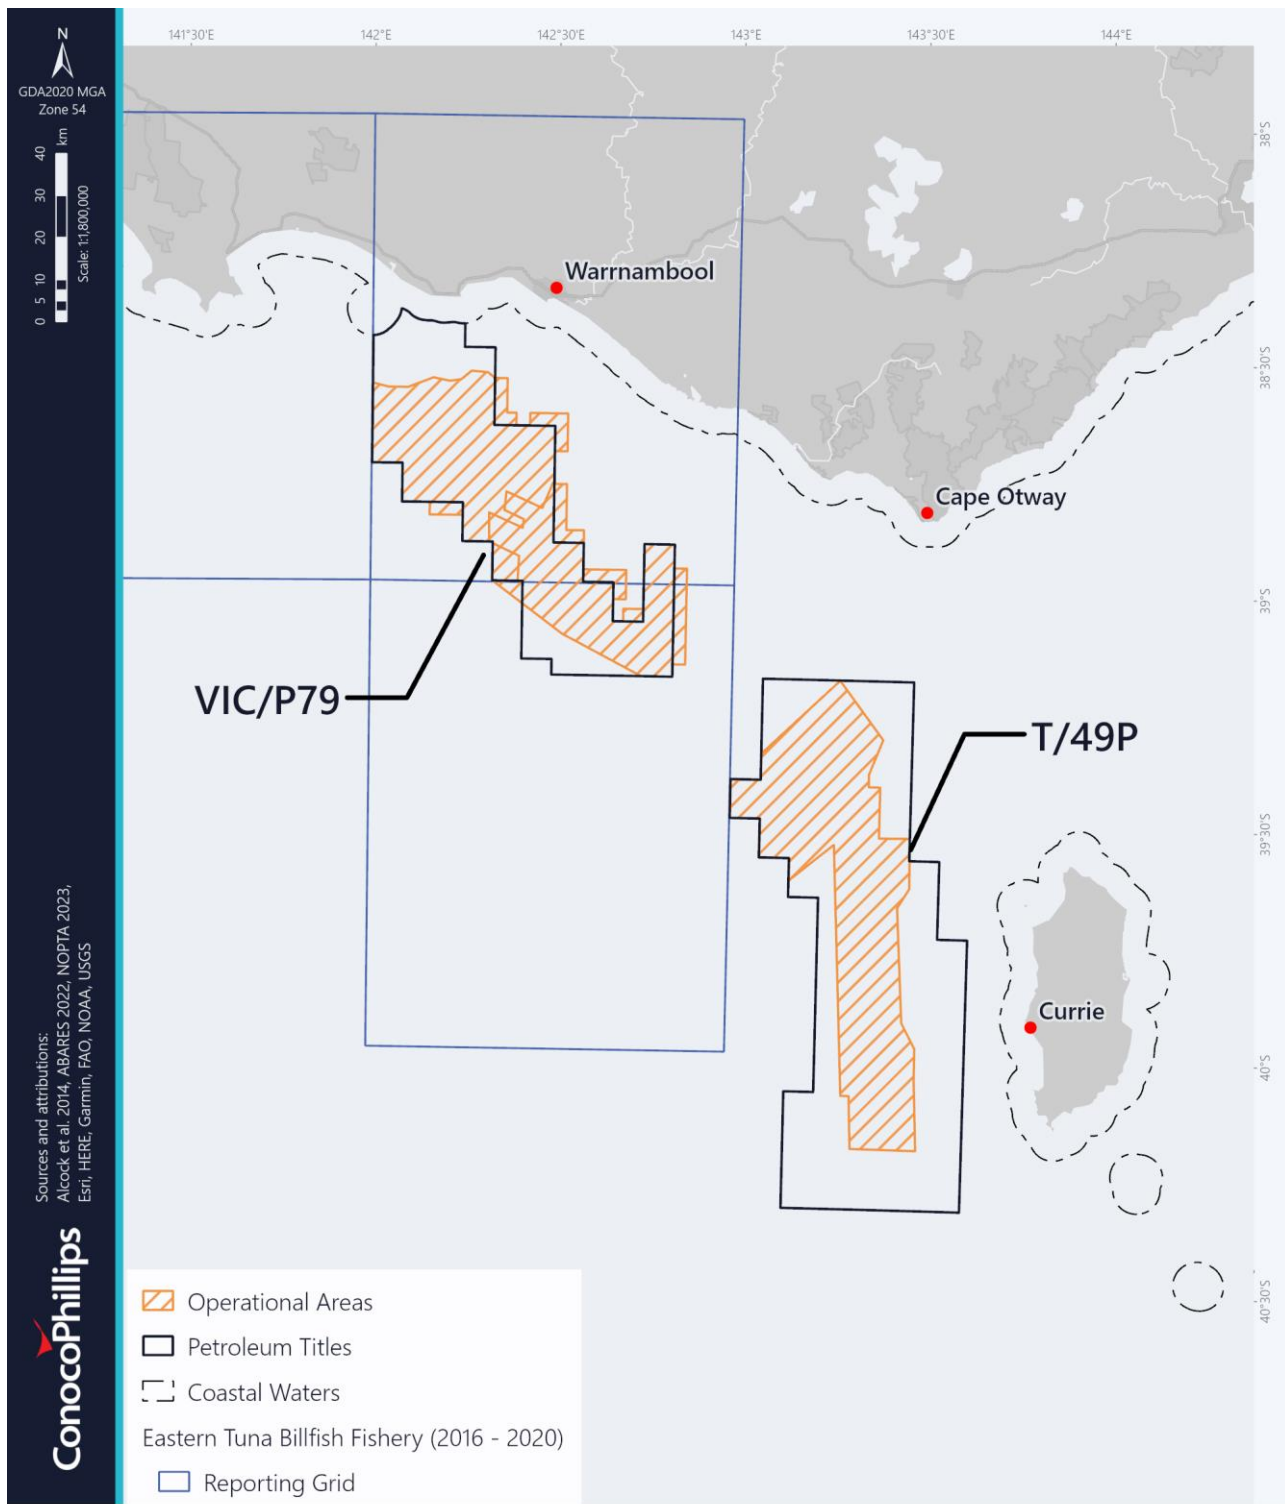 N
GDA2020 MGA
Zone 54
0 5 10 20 30 40 km
Scale: 1:1,800,000
Sources and attributions:
Alcock et al. 2014, ABARES 2022, NOPTA 2023,
Esri, HERE, Garmin, FAO, NOAA, USGS
ConocoPhillips
141°30'E 142°E 142°30'E 143°E 143°30'E 144°E
38°S
38°30'S
39°S
39°30'S
40°S
40°30'S
Warrnambool
Cape Otway
VIC/P79
T/49P
Currie
Operational Areas
Petroleum Titles
Coastal Waters
Eastern Tuna Billfish Fishery (2016 - 2020)
Reporting Grid